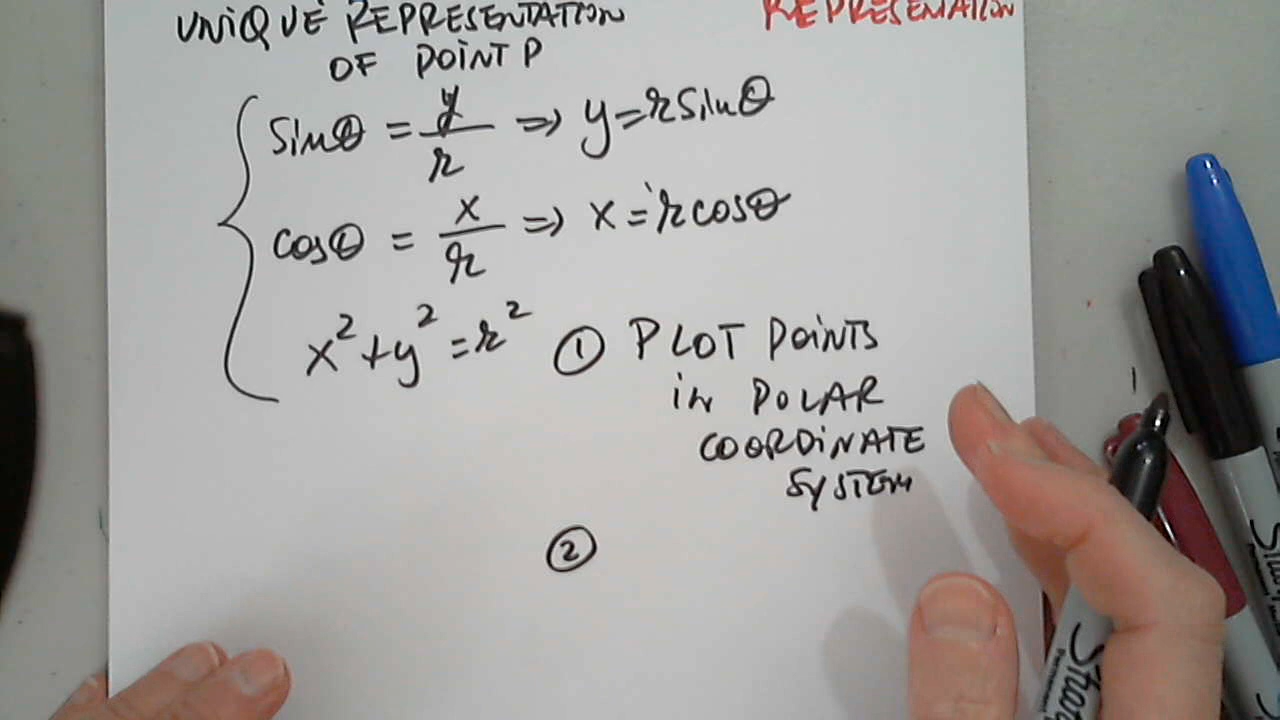 UNIQUE REPRESENTATION REPRESENTATION
OF POINT P
sinθ = y/r ⇒ y = r sinθ
cosθ = x/r ⇒ x = r cosθ
x² + y² = r² ① PLOT POINTS
in POLAR
COORDINATE
SYSTEM
②